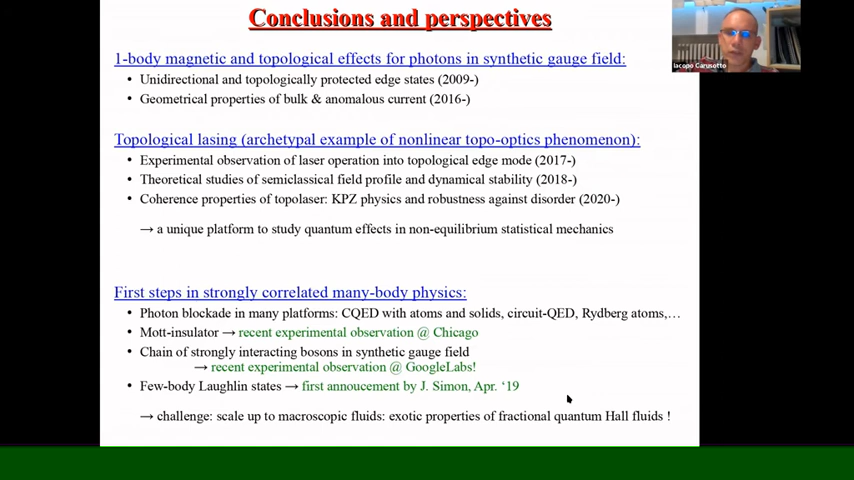 Conclusions and perspectives
Iacopo Carusotto
1-body magnetic and topological effects for photons in synthetic gauge field:
• Unidirectional and topologically protected edge states (2009-)
• Geometrical properties of bulk & anomalous current (2016-)
Topological lasing (archetypal example of nonlinear topo-optics phenomenon):
• Experimental observation of laser operation into topological edge mode (2017-)
• Theoretical studies of semiclassical field profile and dynamical stability (2018-)
• Coherence properties of topolaser: KPZ physics and robustness against disorder (2020-)
→ a unique platform to study quantum effects in non-equilibrium statistical mechanics
First steps in strongly correlated many-body physics:
• Photon blockade in many platforms: CQED with atoms and solids, circuit-QED, Rydberg atoms,…
• Mott-insulator → recent experimental observation @ Chicago
• Chain of strongly interacting bosons in synthetic gauge field
→ recent experimental observation @ GoogleLabs!
• Few-body Laughlin states → first annoucement by J. Simon, Apr. ‘19
→ challenge: scale up to macroscopic fluids: exotic properties of fractional quantum Hall fluids !